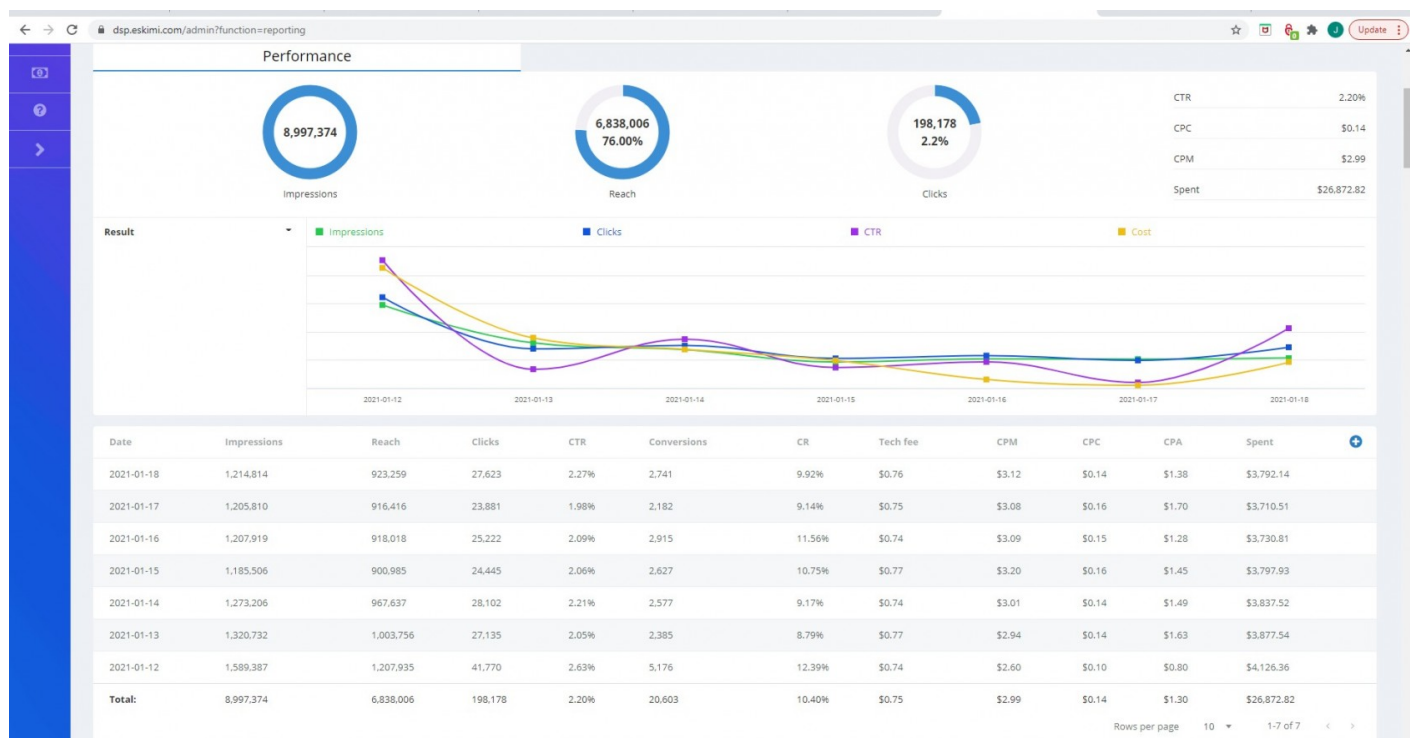 dsp.eskimi.com/admin?function=reporting
J
Update
Performance
8,997,374
Impressions
6,838,006
76.00%
Reach
198,178
2.2%
Clicks
CTR 2.20%
CPC $0.14
CPM $2.99
Spent $26,872.82
Result
Impressions Clicks CTR Cost
2021-01-12 2021-01-13 2021-01-14 2021-01-15 2021-01-16 2021-01-17 2021-01-18
Date Impressions Reach Clicks CTR Conversions CR Tech fee CPM CPC CPA Spent
2021-01-18 1,214,814 923,259 27,623 2.27% 2,741 9.92% $0.76 $3.12 $0.14 $1.38 $3,792.14
2021-01-17 1,205,810 916,416 23,881 1.98% 2,182 9.14% $0.75 $3.08 $0.16 $1.70 $3,710.51
2021-01-16 1,207,919 918,018 25,222 2.09% 2,915 11.56% $0.74 $3.09 $0.15 $1.28 $3,730.81
2021-01-15 1,185,506 900,985 24,445 2.06% 2,627 10.75% $0.77 $3.20 $0.16 $1.45 $3,797.93
2021-01-14 1,273,206 967,637 28,102 2.21% 2,577 9.17% $0.74 $3.01 $0.14 $1.49 $3,837.52
2021-01-13 1,320,732 1,003,756 27,135 2.05% 2,385 8.79% $0.77 $2.94 $0.14 $1.63 $3,877.54
2021-01-12 1,589,387 1,207,935 41,770 2.63% 5,176 12.39% $0.74 $2.60 $0.10 $0.80 $4,126.36
Total: 8,997,374 6,838,006 198,178 2.20% 20,603 10.40% $0.75 $2.99 $0.14 $1.30 $26,872.82
Rows per page 10 1-7 of 7